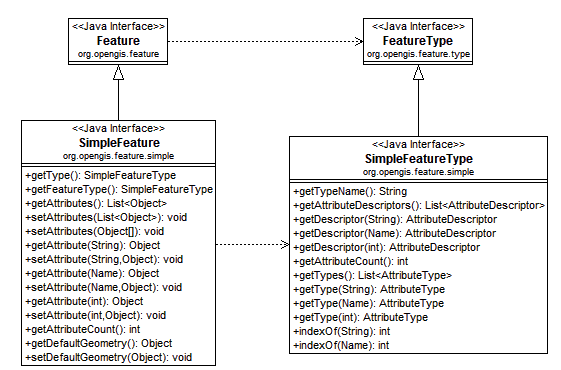 <<Java Interface>>
Feature
org.opengis.feature
<<Java Interface>>
FeatureType
org.opengis.feature.type
<<Java Interface>>
SimpleFeature
org.opengis.feature.simple
+getType(): SimpleFeatureType
+getFeatureType(): SimpleFeatureType
+getAttributes(): List<Object>
+setAttributes(List<Object>): void
+setAttributes(Object[]): void
+getAttribute(String): Object
+setAttribute(String,Object): void
+getAttribute(Name): Object
+setAttribute(Name,Object): void
+getAttribute(int): Object
+setAttribute(int,Object): void
+getAttributeCount(): int
+getDefaultGeometry(): Object
+setDefaultGeometry(Object): void
<<Java Interface>>
SimpleFeatureType
org.opengis.feature.simple
+getTypeName(): String
+getAttributeDescriptors(): List<AttributeDescriptor>
+getDescriptor(String): AttributeDescriptor
+getDescriptor(Name): AttributeDescriptor
+getDescriptor(int): AttributeDescriptor
+getAttributeCount(): int
+getTypes(): List<AttributeType>
+getType(String): AttributeType
+getType(Name): AttributeType
+getType(int): AttributeType
+indexOf(String): int
+indexOf(Name): int